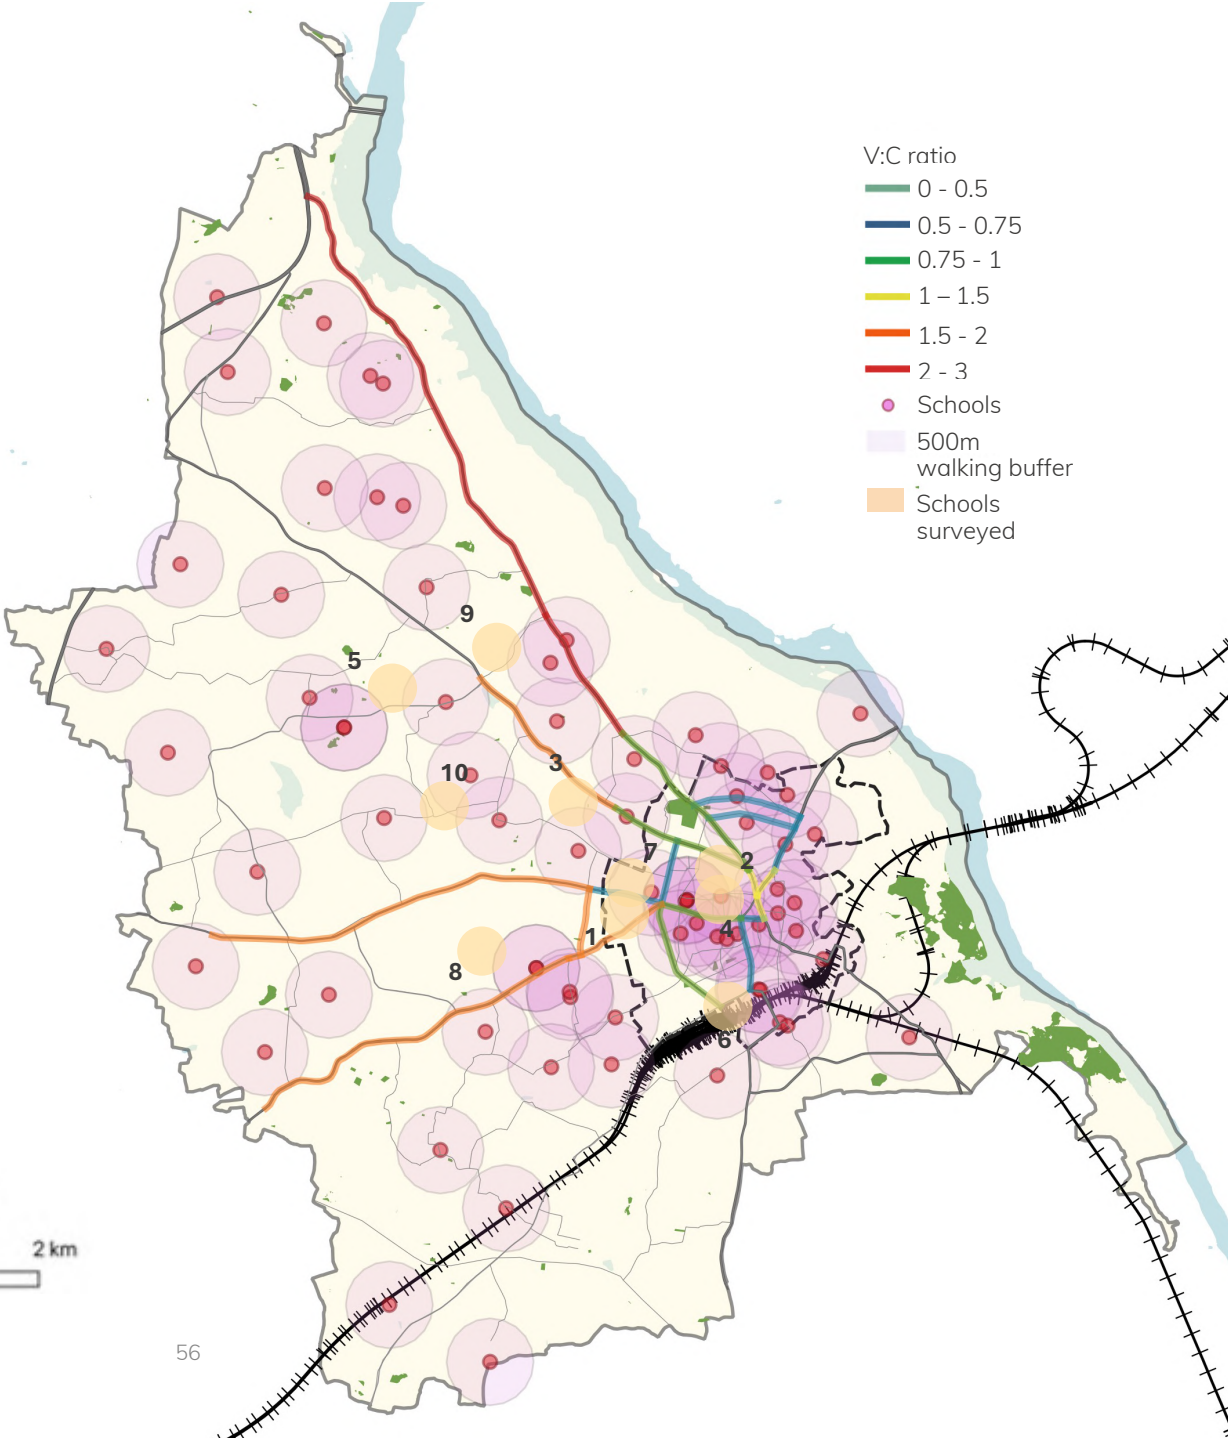 V:C ratio
0 - 0.5
0.5 - 0.75
0.75 - 1
1 – 1.5
1.5 - 2
2 - 3
Schools
500m
walking buffer
Schools
surveyed
9
5
3
10
7
2
1
4
8
6
2 km
56